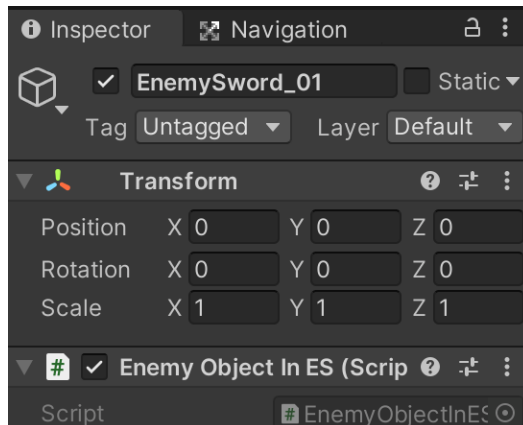 Inspector Navigation
EnemySword_01 Static
Tag Untagged Layer Default
Transform
Position X 0 Y 0 Z 0
Rotation X 0 Y 0 Z 0
Scale X 1 Y 1 Z 1
# Enemy Object In ES (Scrip
Script # EnemyObjectInES